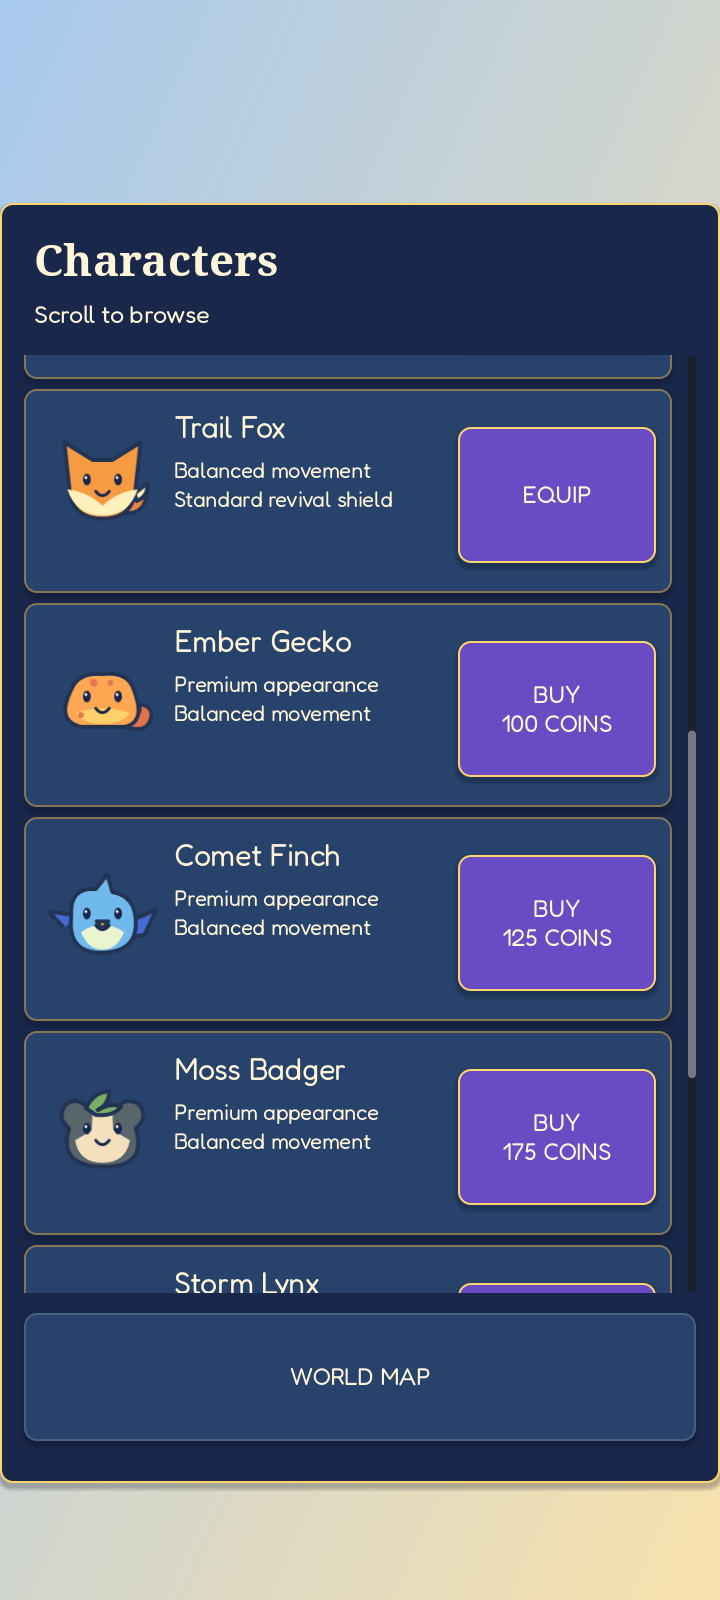 Characters
Scroll to browse
Trail Fox
Balanced movement
Standard revival shield
EQUIP
Ember Gecko
Premium appearance
Balanced movement
BUY
100 COINS
Comet Finch
Premium appearance
Balanced movement
BUY
125 COINS
Moss Badger
Premium appearance
Balanced movement
BUY
175 COINS
Storm Lynx
WORLD MAP